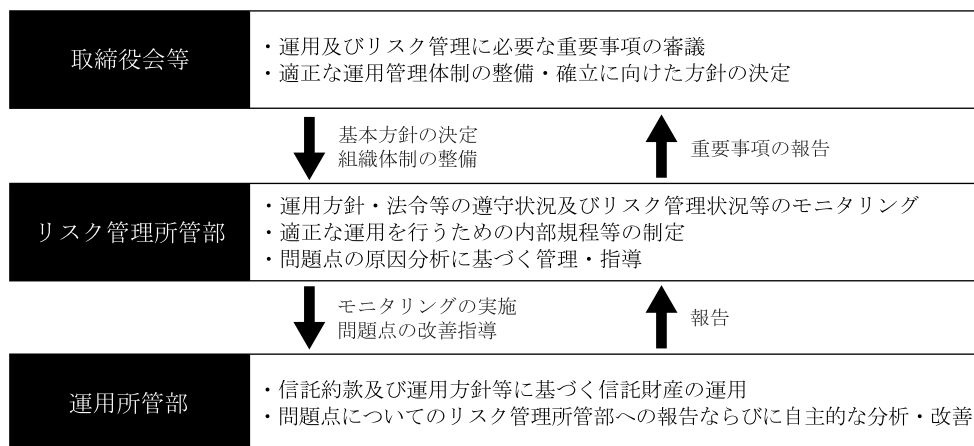 取締役会等
・運用及びリスク管理に必要な重要事項の審議
・適正な運用管理体制の整備・確立に向けた方針の決定
基本方針の決定
組織体制の整備
重要事項の報告
リスク管理所管部
・運用方針・法令等の遵守状況及びリスク管理状況等のモニタリング
・適正な運用を行うための内部規程等の制定
・問題点の原因分析に基づく管理・指導
モニタリングの実施
問題点の改善指導
報告
運用所管部
・信託約款及び運用方針等に基づく信託財産の運用
・問題点についてのリスク管理所管部への報告ならびに自主的な分析・改善